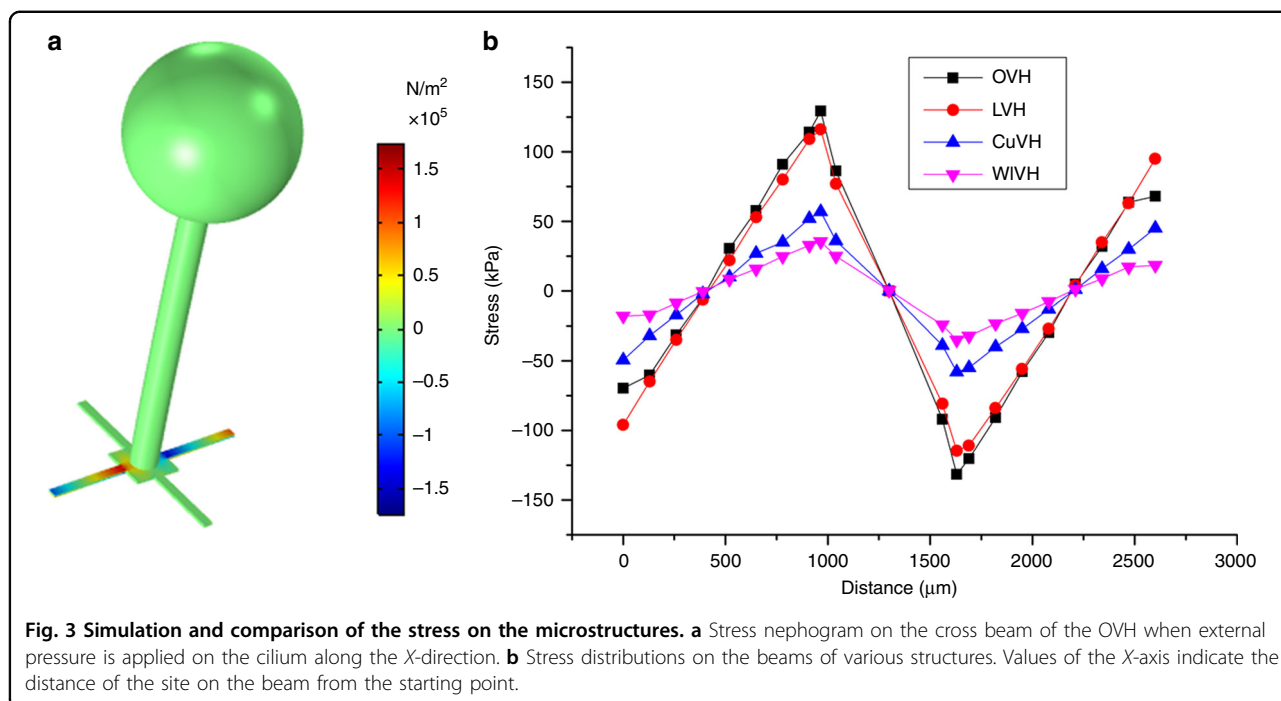 a
N/m²
×10⁵
1.5
1
0.5
0
−0.5
−1
−1.5
b
150
100
50
0
−50
−100
−150
Stress (kPa)
OVH
LVH
CuVH
WIVH
0 500 1000 1500 2000 2500 3000
Distance (μm)
Fig. 3 Simulation and comparison of the stress on the microstructures. a Stress nephogram on the cross beam of the OVH when external
pressure is applied on the cilium along the X-direction. b Stress distributions on the beams of various structures. Values of the X-axis indicate the
distance of the site on the beam from the starting point.